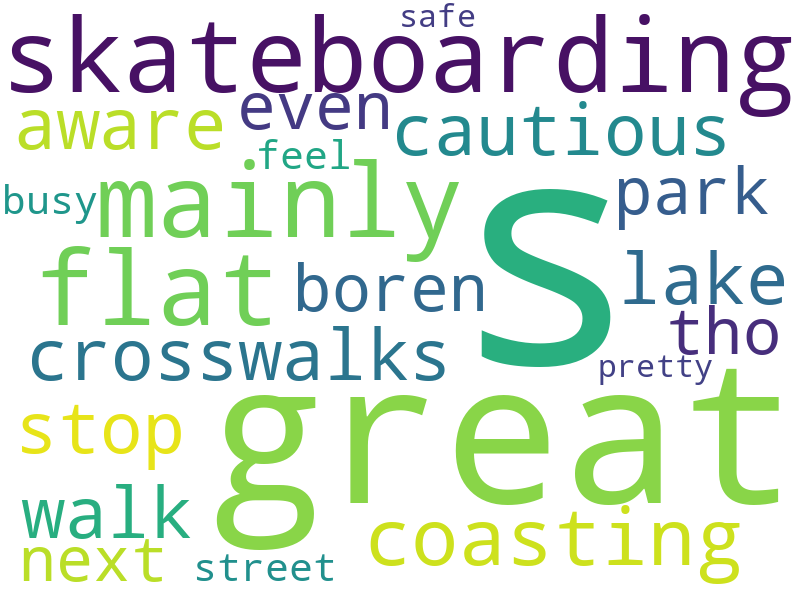 safe
skateboarding
aware even cautious
feel
busy mainly s park
flat boren lake
crosswalks tho
pretty
stop great
walk coasting
next street